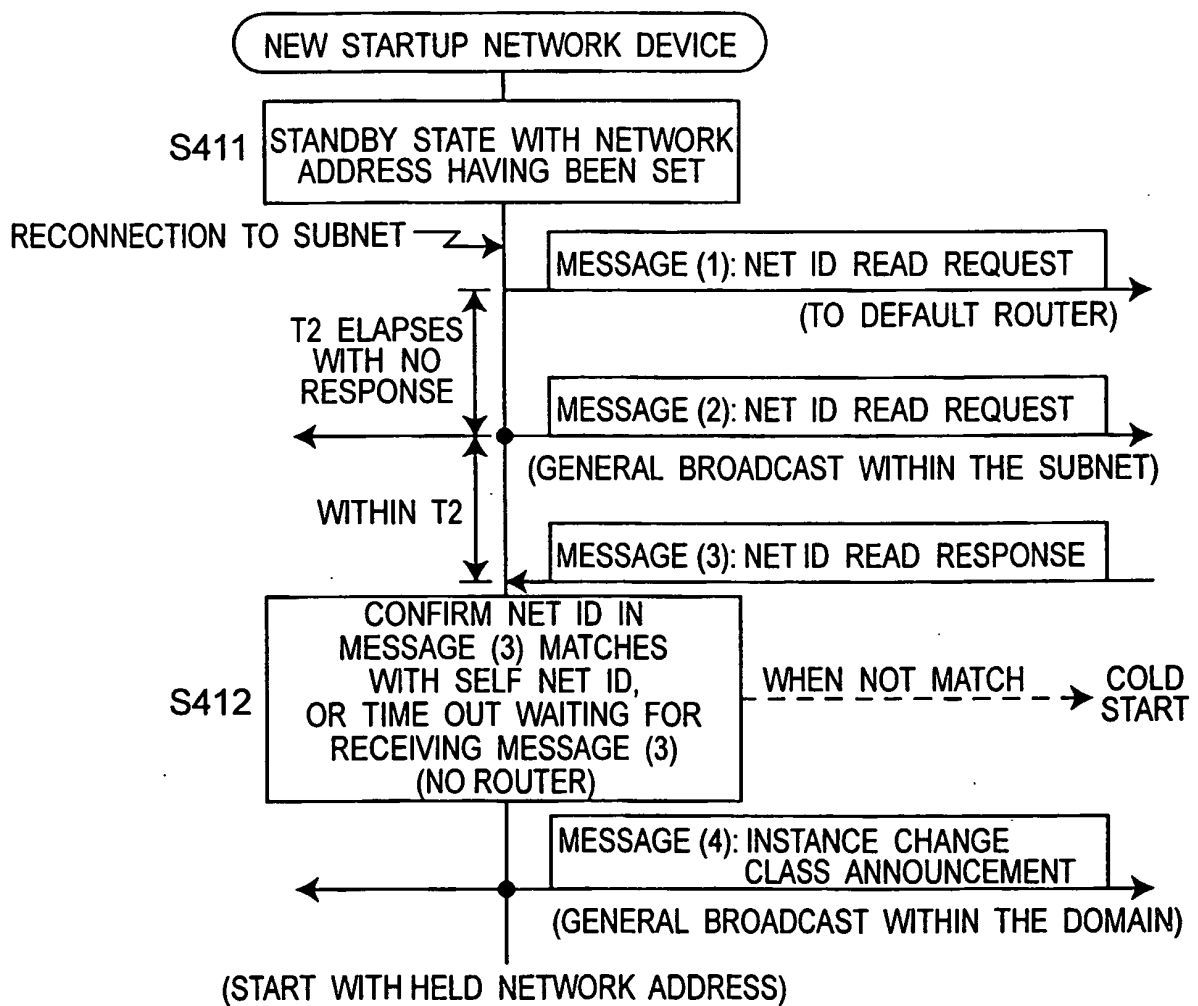 NEW STARTUP NETWORK DEVICE
S411
STANDBY STATE WITH NETWORK
ADDRESS HAVING BEEN SET
RECONNECTION TO SUBNET
MESSAGE (1): NET ID READ REQUEST
(TO DEFAULT ROUTER)
T2 ELAPSES
WITH NO
RESPONSE
MESSAGE (2): NET ID READ REQUEST
(GENERAL BROADCAST WITHIN THE SUBNET)
WITHIN T2
MESSAGE (3): NET ID READ RESPONSE
S412
CONFIRM NET ID IN
MESSAGE (3) MATCHES
WITH SELF NET ID,
OR TIME OUT WAITING FOR
RECEIVING MESSAGE (3)
(NO ROUTER)
WHEN NOT MATCH
COLD
START
MESSAGE (4): INSTANCE CHANGE
CLASS ANNOUNCEMENT
(GENERAL BROADCAST WITHIN THE DOMAIN)
(START WITH HELD NETWORK ADDRESS)